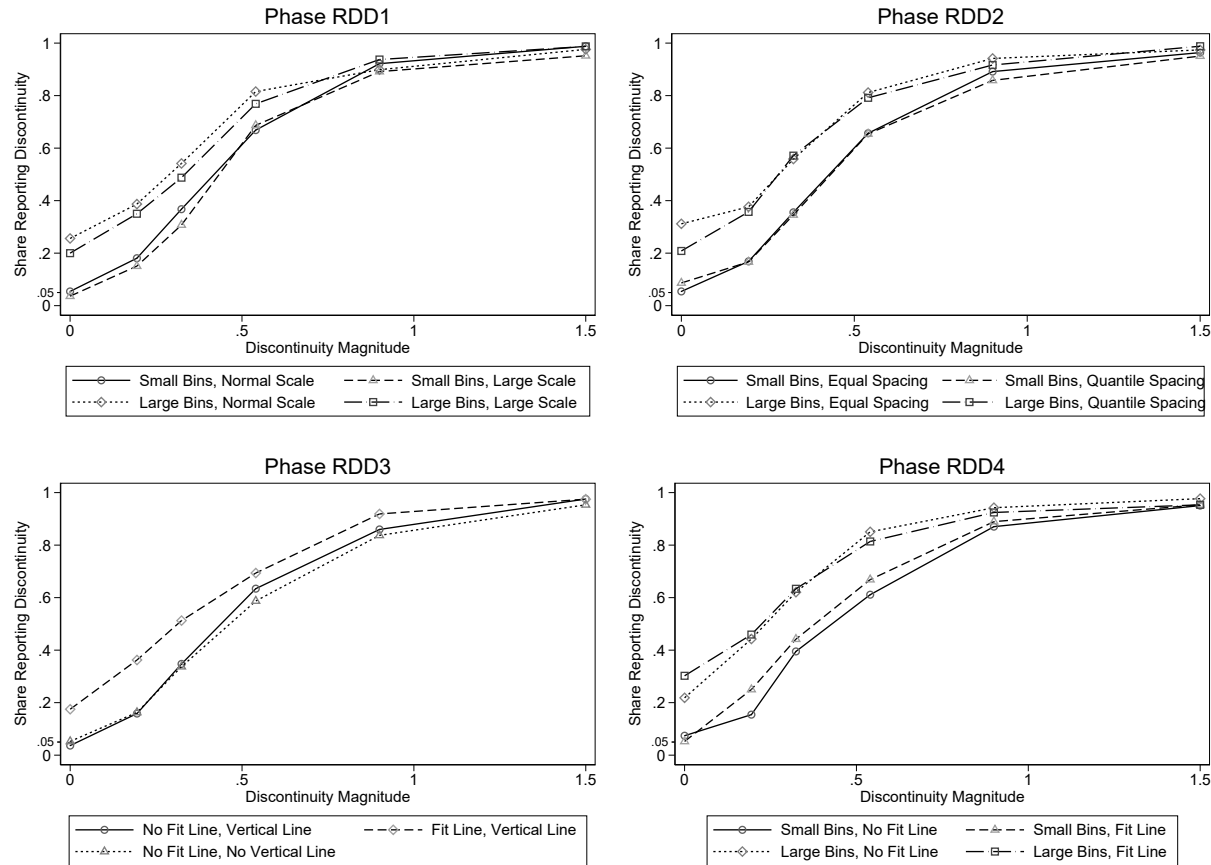 Phase RDD1
Share Reporting Discontinuity
1
.8
.6
.4
.2
.05
0
0 .5 1 1.5
Discontinuity Magnitude
Small Bins, Normal Scale Small Bins, Large Scale
Large Bins, Normal Scale Large Bins, Large Scale
Phase RDD2
Share Reporting Discontinuity
1
.8
.6
.4
.2
.05
0
0 .5 1 1.5
Discontinuity Magnitude
Small Bins, Equal Spacing Small Bins, Quantile Spacing
Large Bins, Equal Spacing Large Bins, Quantile Spacing
Phase RDD3
Share Reporting Discontinuity
1
.8
.6
.4
.2
.05
0
0 .5 1 1.5
Discontinuity Magnitude
No Fit Line, Vertical Line Fit Line, Vertical Line
No Fit Line, No Vertical Line
Phase RDD4
Share Reporting Discontinuity
1
.8
.6
.4
.2
.05
0
0 .5 1 1.5
Discontinuity Magnitude
Small Bins, No Fit Line Small Bins, Fit Line
Large Bins, No Fit Line Large Bins, Fit Line